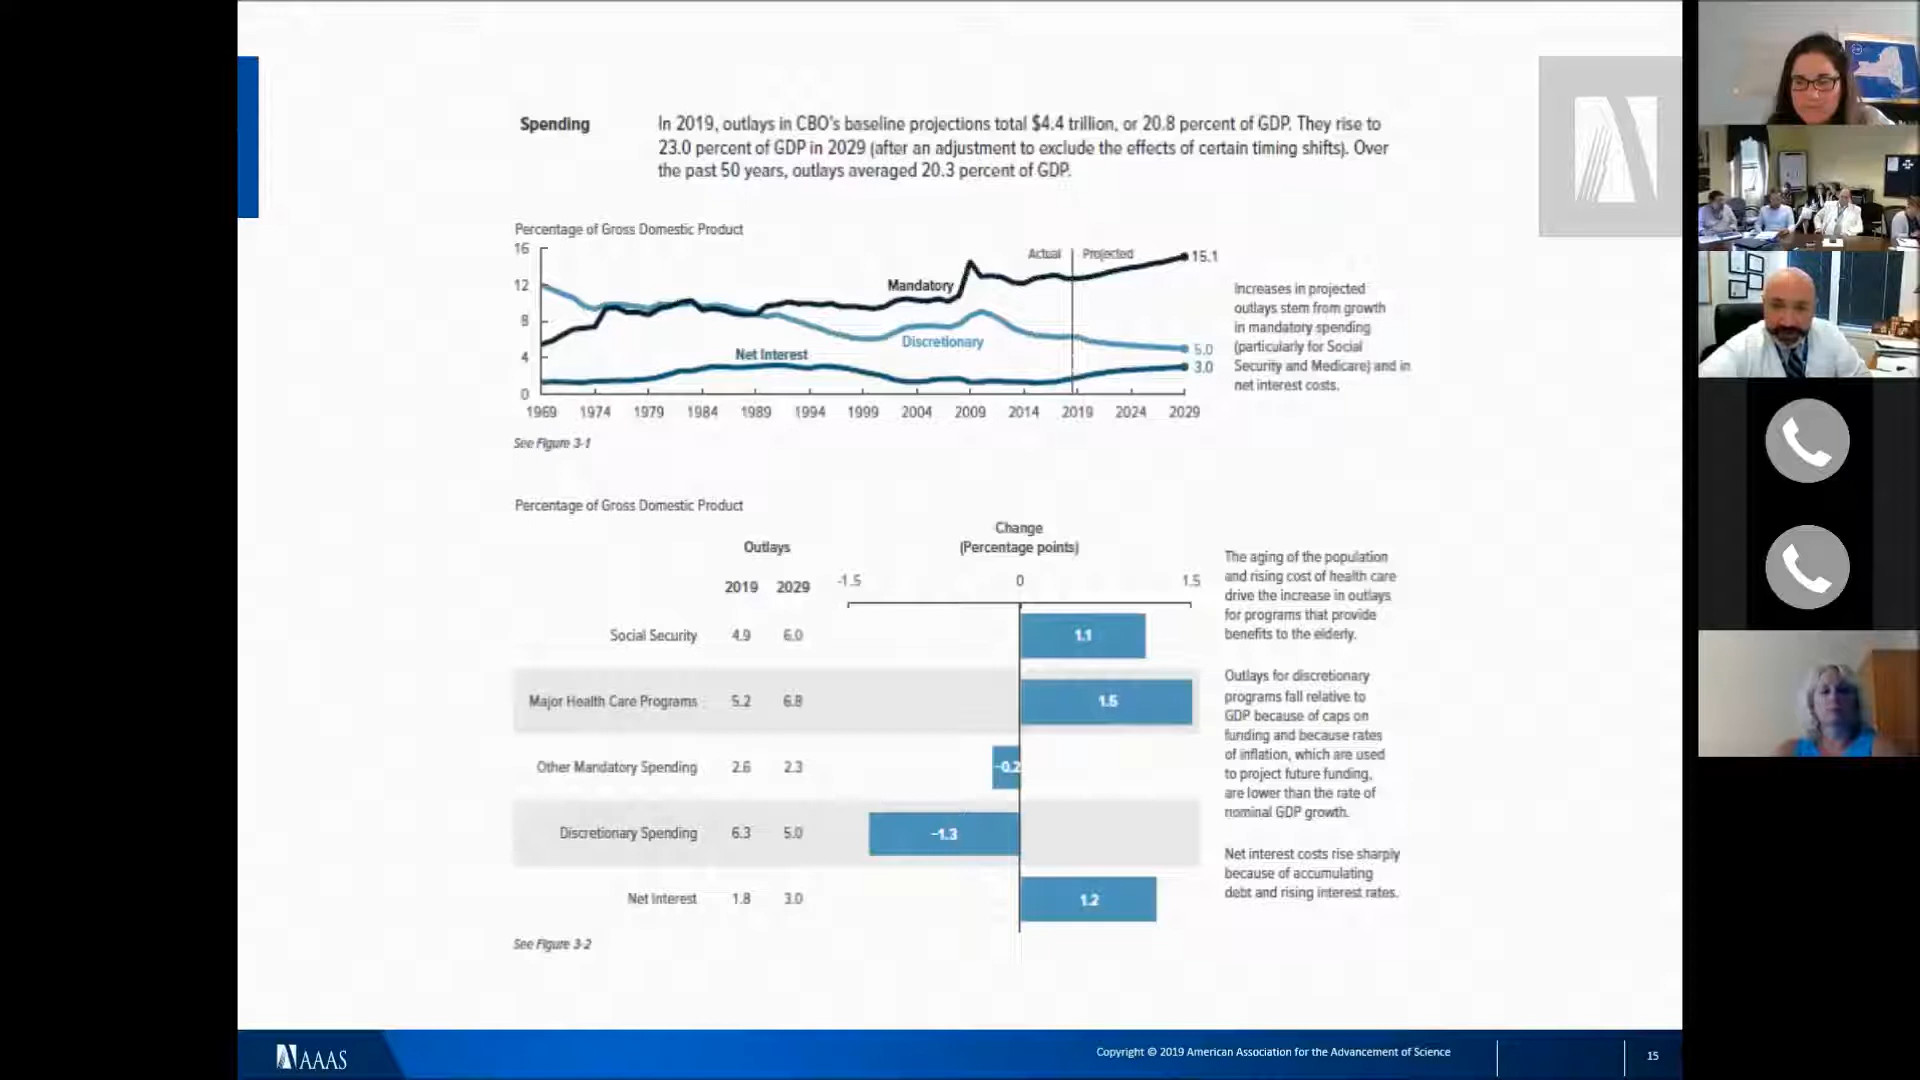 Spending
In 2019, outlays in CBO's baseline projections total $4.4 trillion, or 20.8 percent of GDP. They rise to
23.0 percent of GDP in 2029 (after an adjustment to exclude the effects of certain timing shifts). Over
the past 50 years, outlays averaged 20.3 percent of GDP.
Percentage of Gross Domestic Product
16
12
8
4
0
Actual
Projected
Mandatory
Discretionary
Net Interest
15.1
5.0
3.0
1969 1974 1979 1984 1989 1994 1999 2004 2009 2014 2019 2024 2029
Increases in projected
outlays stem from growth
in mandatory spending
(particularly for Social
Security and Medicare) and in
net interest costs.
See Figure 3-1
Percentage of Gross Domestic Product
Outlays
2019 2029
Change
(Percentage points)
-1.5 0 1.5
Social Security 4.9 6.0 1.1
Major Health Care Programs 5.2 6.8 1.5
Other Mandatory Spending 2.6 2.3 -0.2
Discretionary Spending 6.3 5.0 -1.3
Net Interest 1.8 3.0 1.2
The aging of the population
and rising cost of health care
drive the increase in outlays
for programs that provide
benefits to the elderly.
Outlays for discretionary
programs fall relative to
GDP because of caps on
funding and because rates
of inflation, which are used
to project future funding,
are lower than the rate of
nominal GDP growth.
Net interest costs rise sharply
because of accumulating
debt and rising interest rates.
See Figure 3-2
AAAS
Copyright © 2019 American Association for the Advancement of Science
15